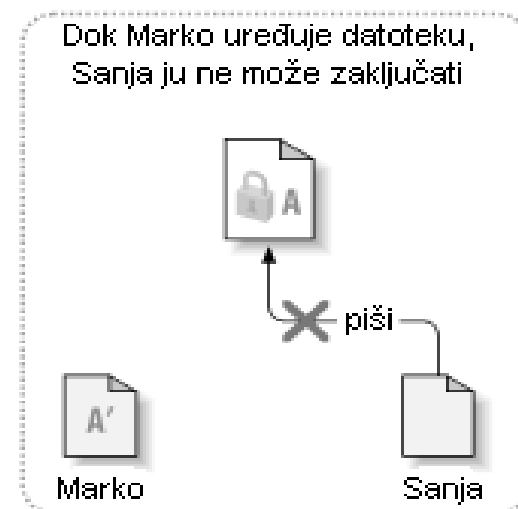 Dok Marko uređuje datoteku,
Sanja ju ne može zaključati
A
piši
A′
Marko
Sanja